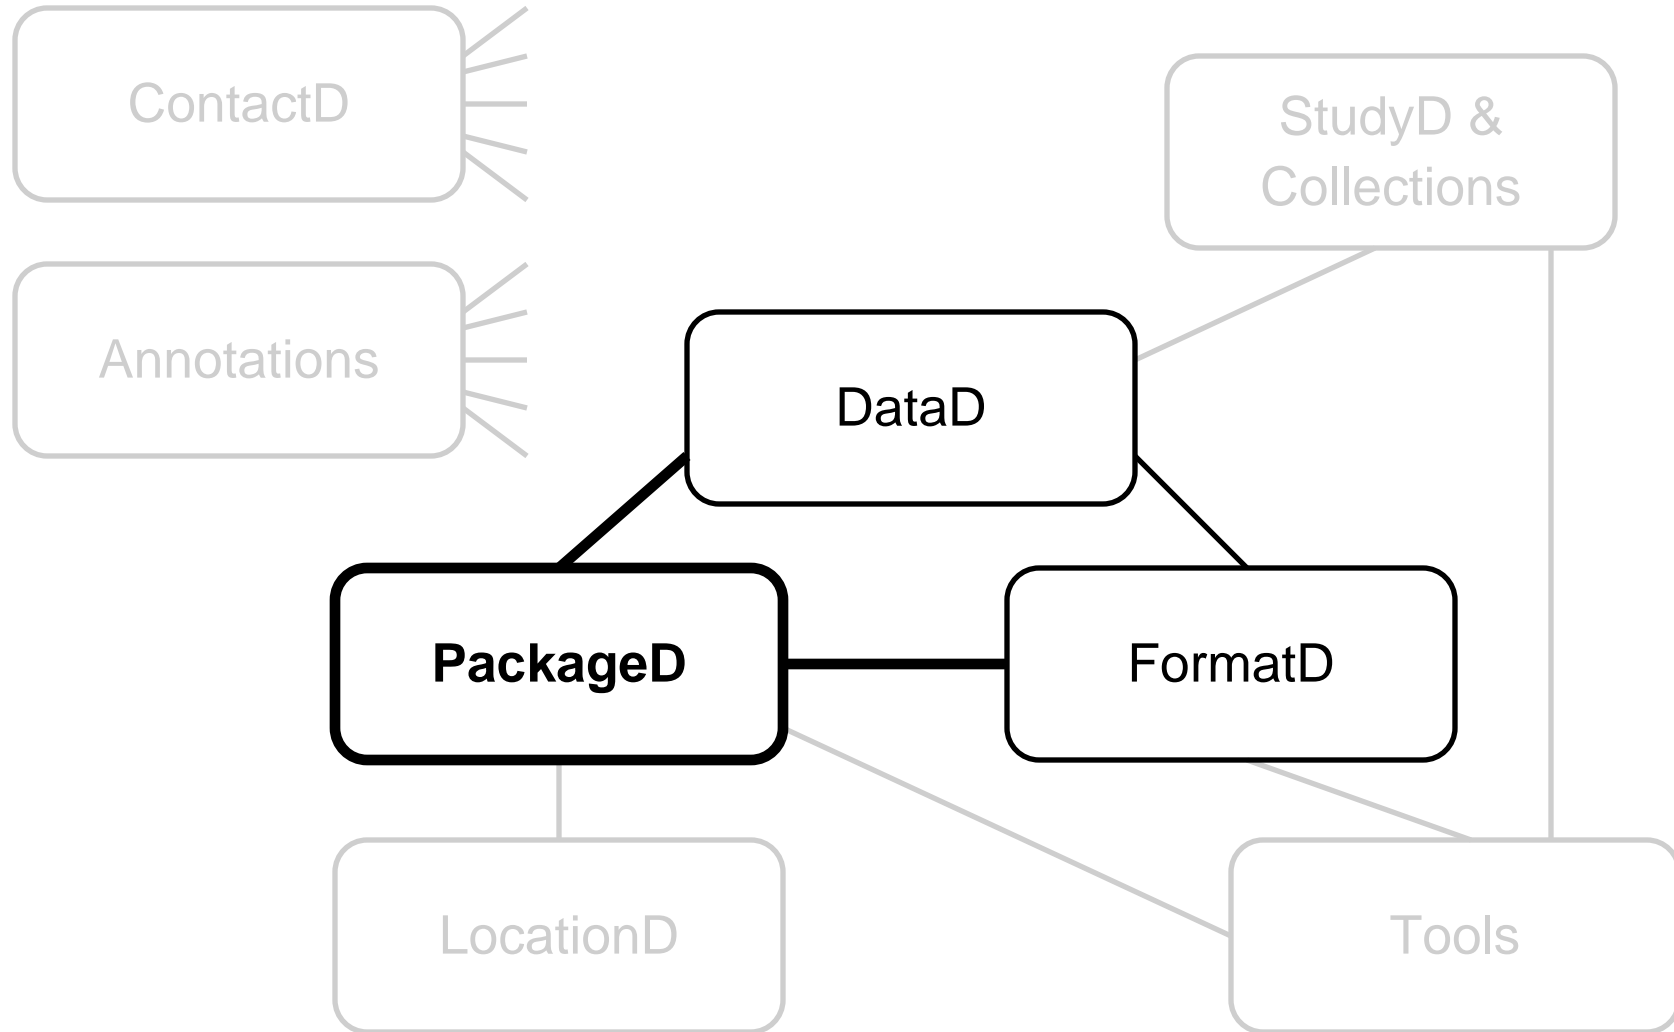 ContactD
StudyD &
Collections
Annotations
DataD
PackageD
FormatD
LocationD
Tools